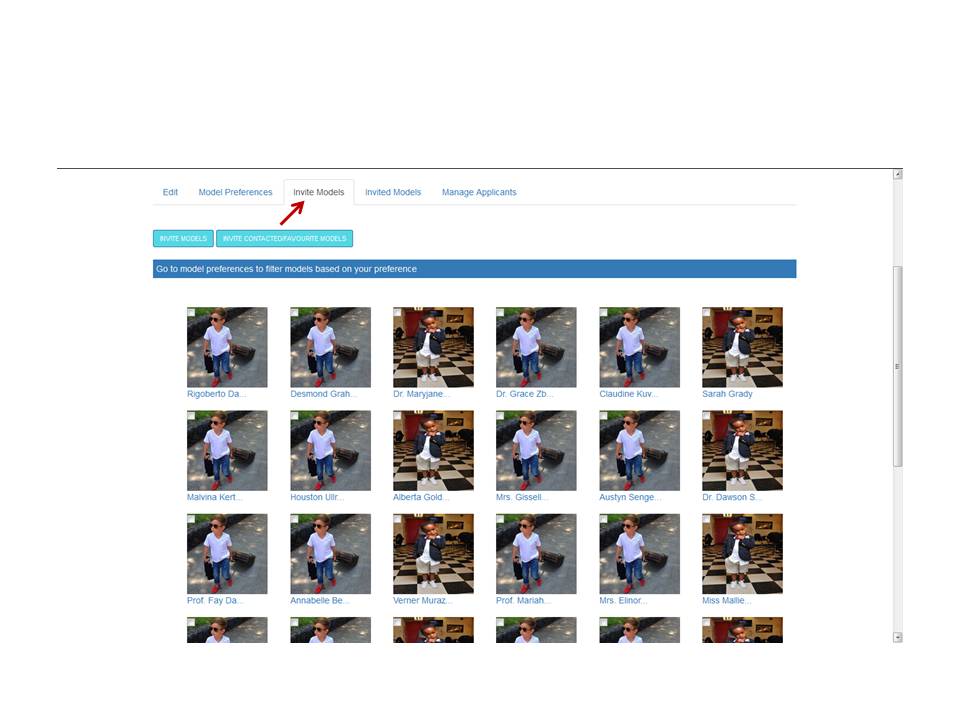 Edit Model Preferences Invite Models Invited Models Manage Applicants
INVITE MODELS INVITE CONTACTED/FAVOURITE MODELS
Go to model preferences to filter models based on your preference
Rigoberto Da... Desmond Grah... Dr. Maryjane... Dr. Grace Zb... Claudine Kuv... Sarah Grady
Malvina Kert... Houston Ullr... Alberta Gold... Mrs. Gissell... Austyn Senge... Dr. Dawson S...
Prof. Fay Da... Annabelle Be... Verner Muraz... Prof. Mariah... Mrs. Elinor... Miss Mallie...